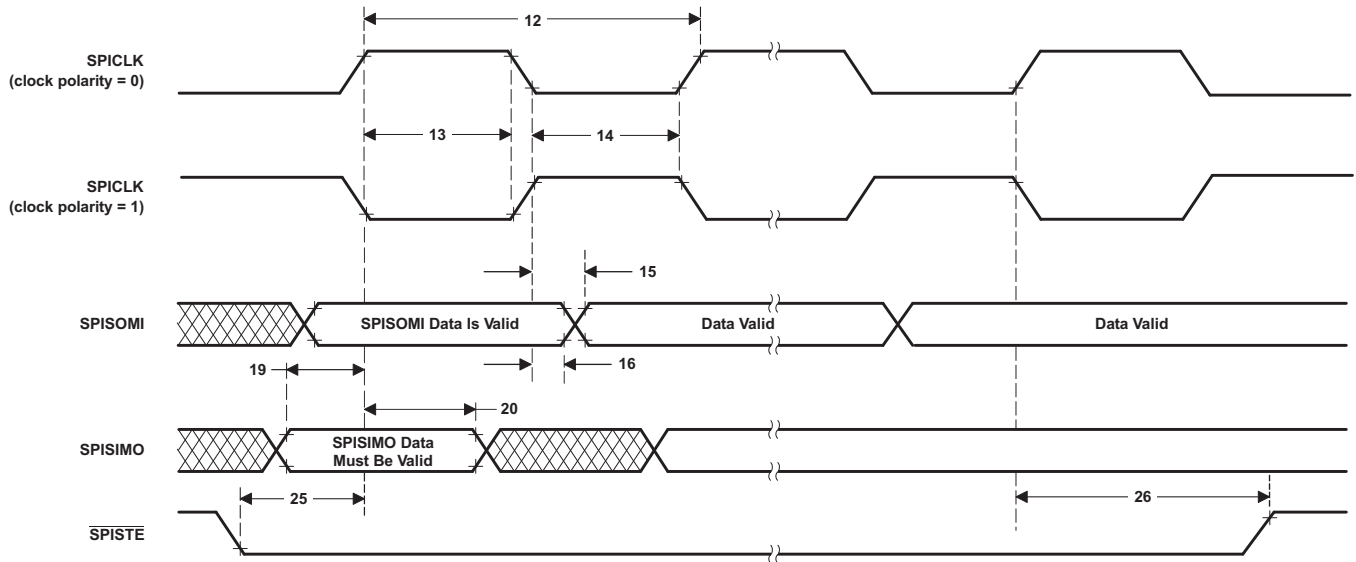 12
SPICLK
(clock polarity = 0)
13
14
SPICLK
(clock polarity = 1)
15
SPISOMI
SPISOMI Data Is Valid
Data Valid
Data Valid
19
16
20
SPISIMO
SPISIMO Data
Must Be Valid
25
26
SPISTE